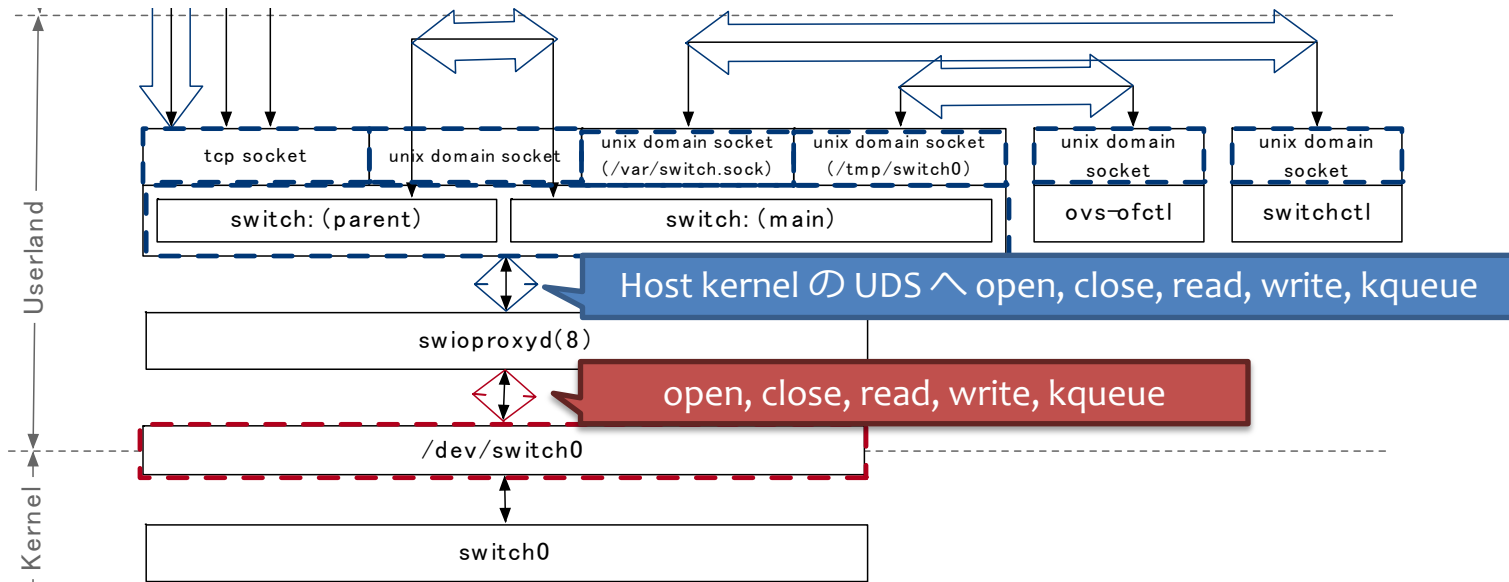 Userland
tcp socket
unix domain socket
unix domain socket
(/var/switch.sock)
unix domain socket
(/tmp/switch0)
unix domain
socket
unix domain
socket
switch: (parent)
switch: (main)
ovs-ofctl
switchctl
Host kernel の UDS へ open, close, read, write, kqueue
swioproxyd(8)
open, close, read, write, kqueue
/dev/switch0
Kernel
switch0